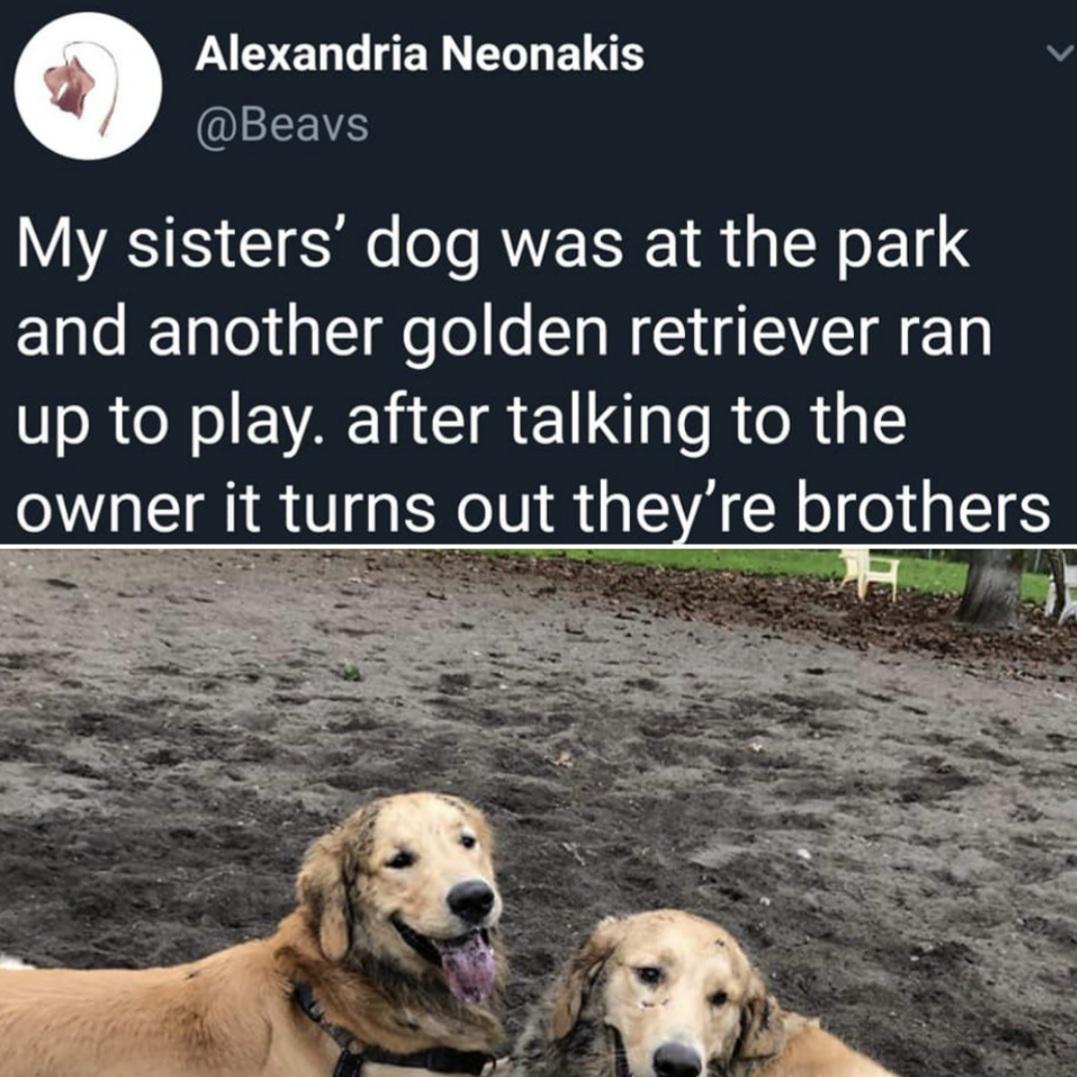 Alexandria Neonakis
@Beavs
My sisters’ dog was at the park
and another golden retriever ran
up to play. after talking to the
owner it turns out they’re brothers